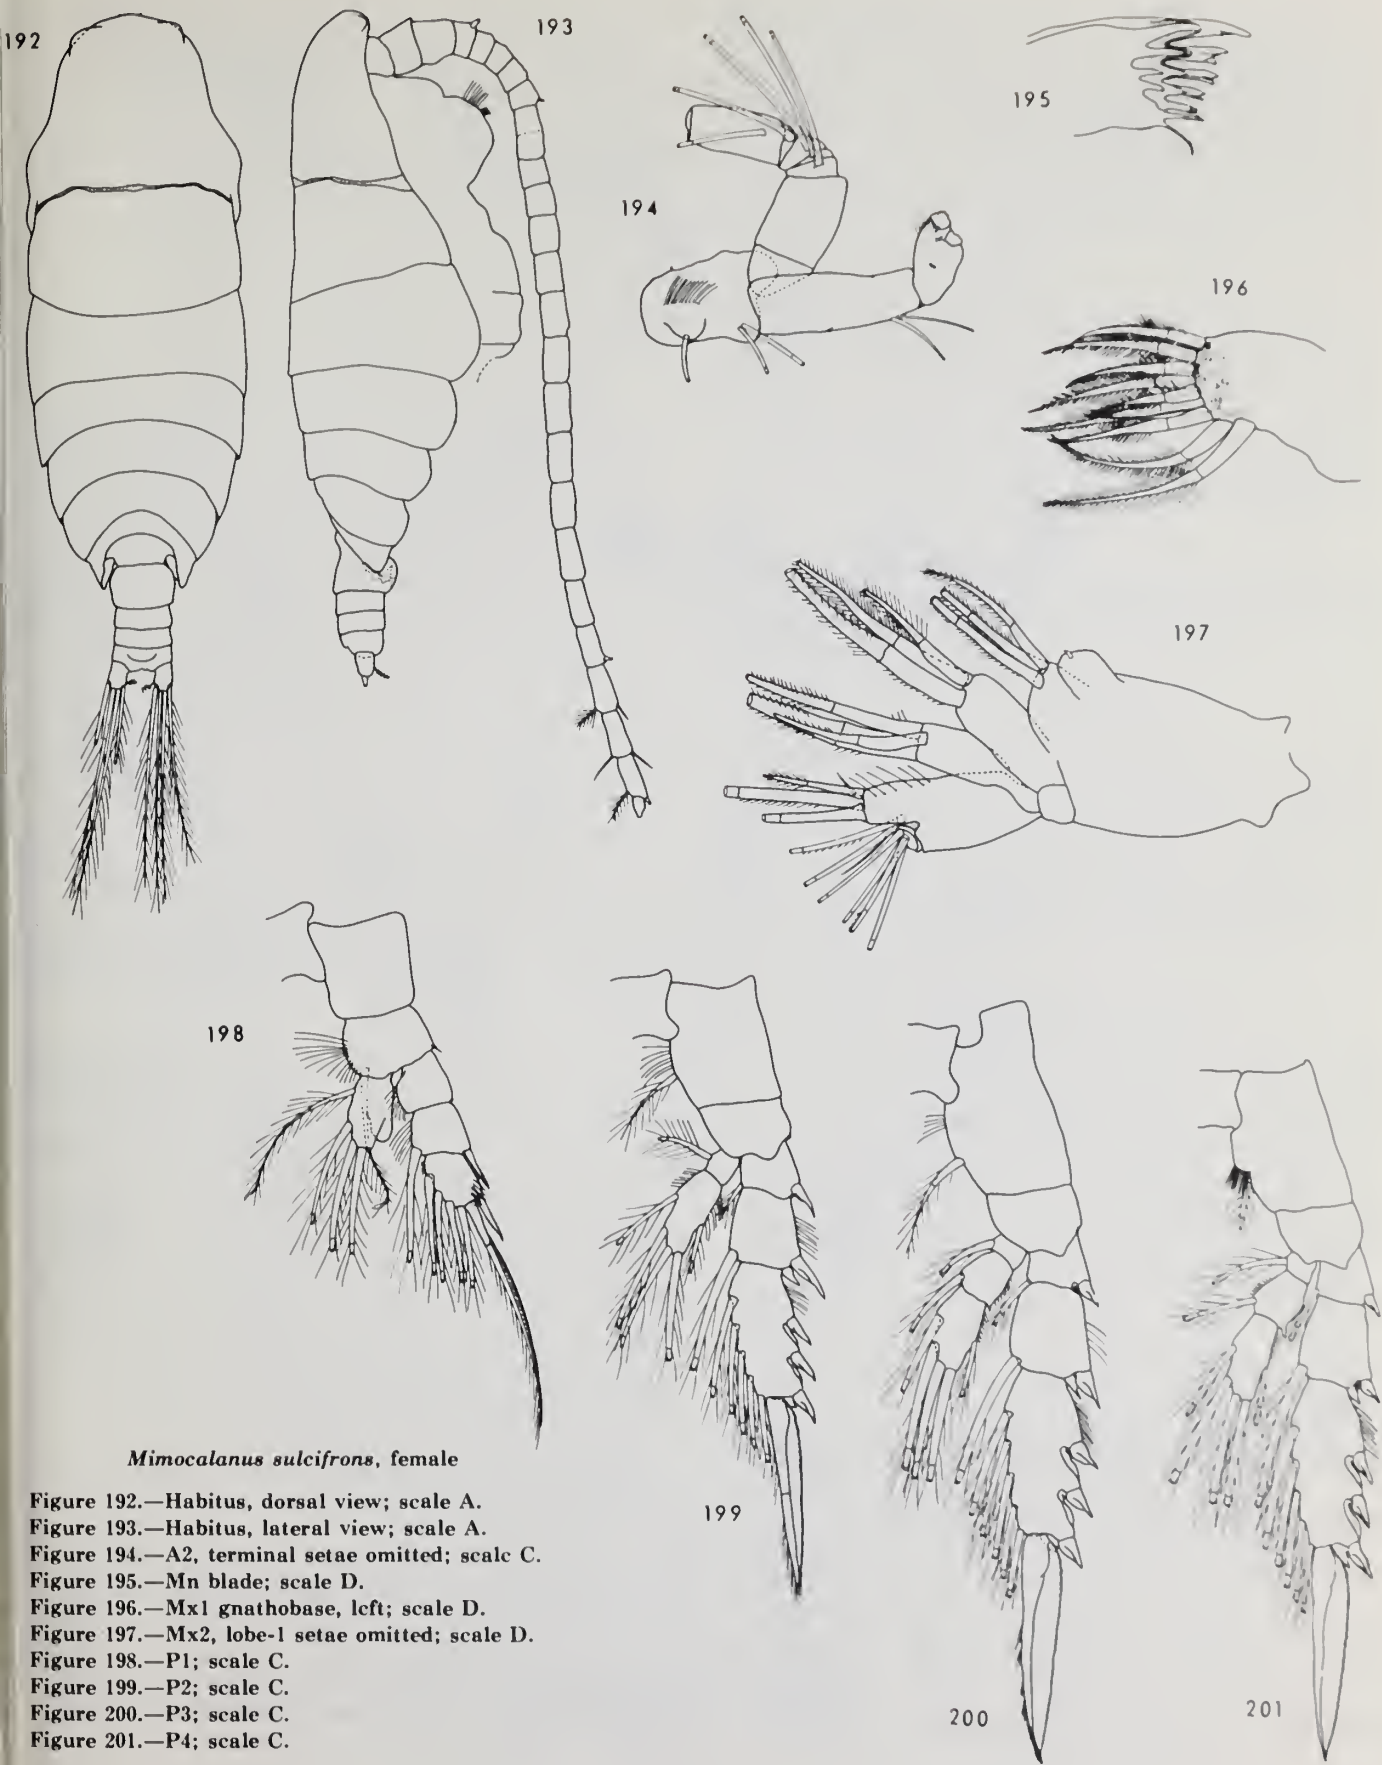 192
193
195
194
196
197
198
199
200
201
Mimocalanus sulcifrons, female
Figure 192.—Habitus, dorsal view; scale A.
Figure 193.—Habitus, lateral view; scale A.
Figure 194.—A2, terminal setae omitted; scale C.
Figure 195.—Mn blade; scale D.
Figure 196.—Mx1 gnathobase, left; scale D.
Figure 197.—Mx2, lobe-1 setae omitted; scale D.
Figure 198.—P1; scale C.
Figure 199.—P2; scale C.
Figure 200.—P3; scale C.
Figure 201.—P4; scale C.